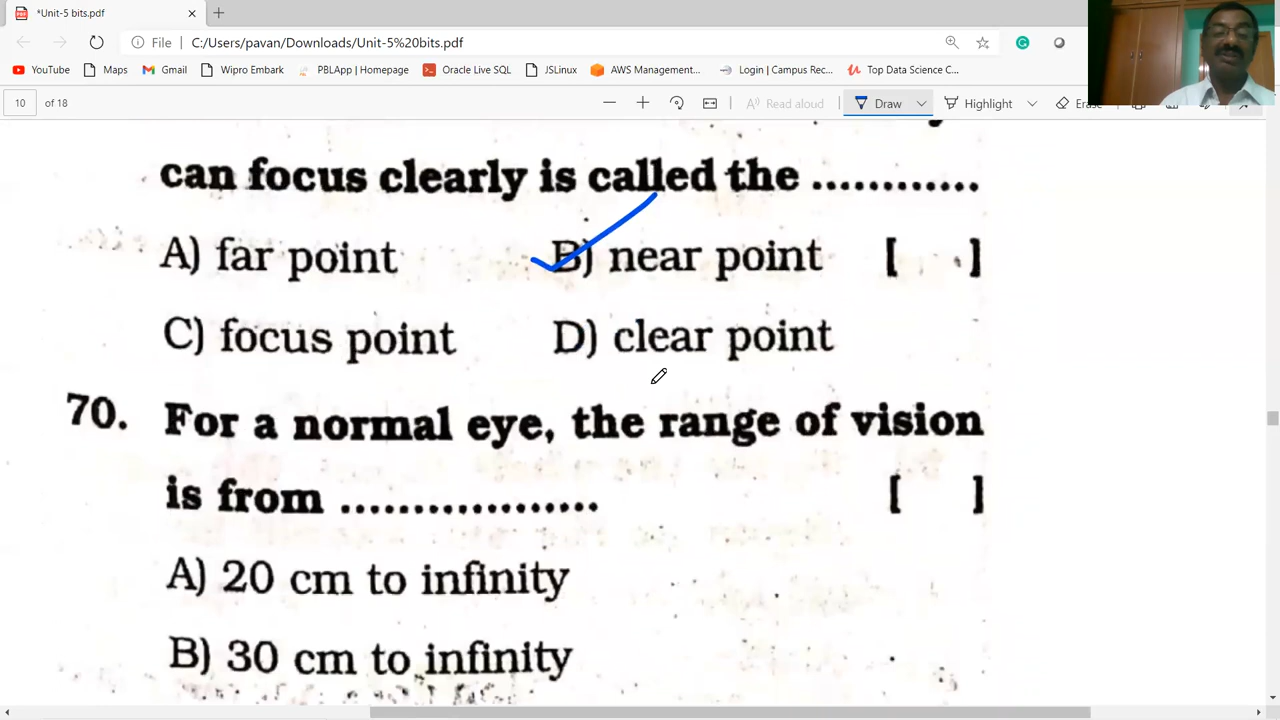 *Unit-5 bits.pdf
File C:/Users/pavan/Downloads/Unit-5%20bits.pdf
YouTube Maps Gmail Wipro Embark PBLApp | Homepage Oracle Live SQL JSLinux AWS Management... Login | Campus Rec... Top Data Science C...
10 of 18 Read aloud Draw Highlight Erase
can focus clearly is called the ............
A) far point B) near point [ ]
C) focus point D) clear point
70. For a normal eye, the range of vision
is from .................. [ ]
A) 20 cm to infinity
B) 30 cm to infinity